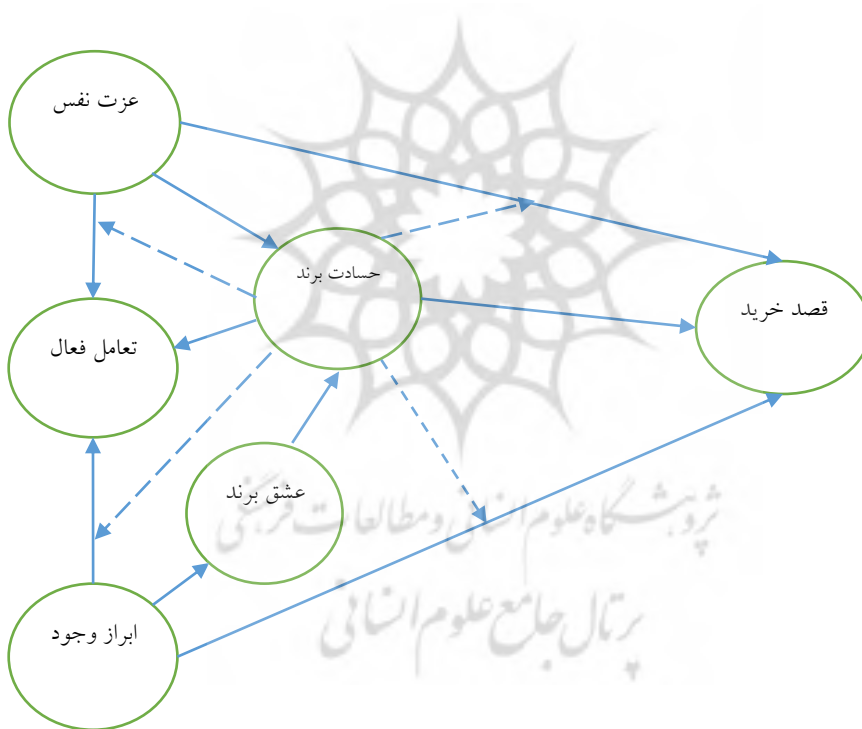 عزت نفس
حسادت برند
قصد خرید
تعامل فعال
عشق برند
پژوهشگاه علوم انسانی و مطالعات فرهنگی
پرتال جامع علوم انسانی
ابراز وجود